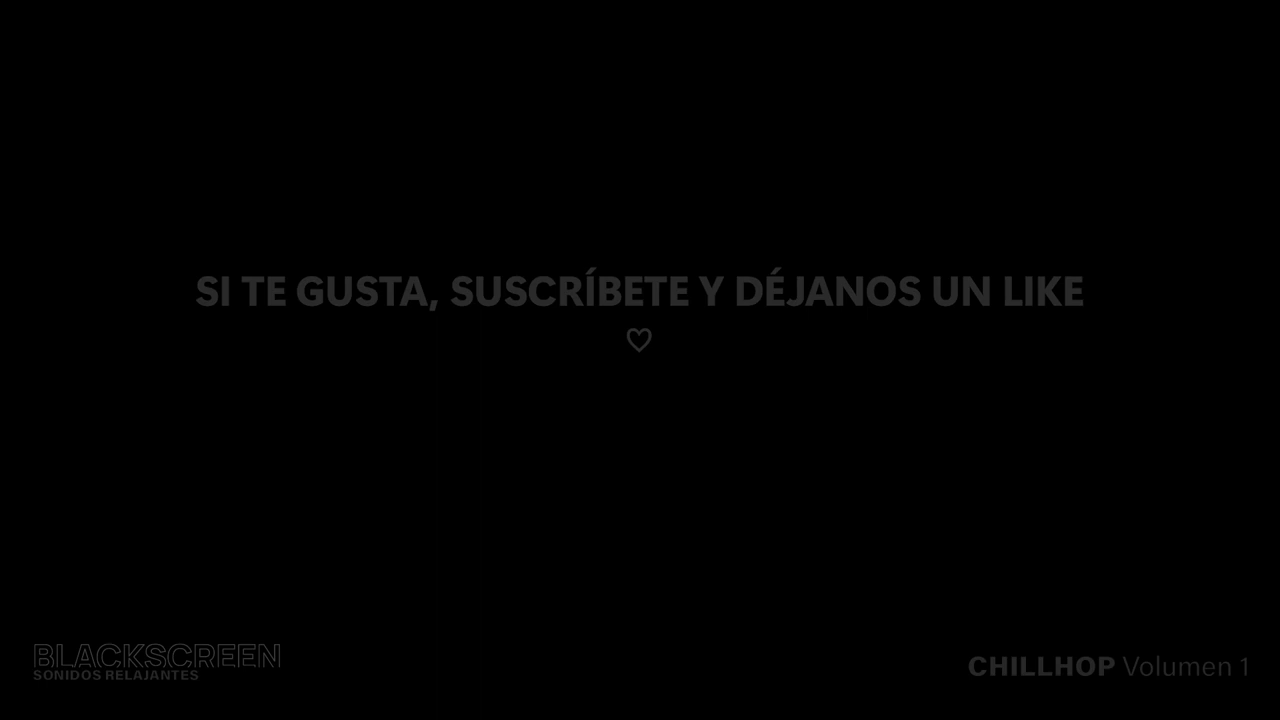 SI TE GUSTA, SUSCRÍBETE Y DÉJANOS UN LIKE
♡
BLACKSCREEN
SONIDOS RELAJANTES
CHILLHOP Volumen 1